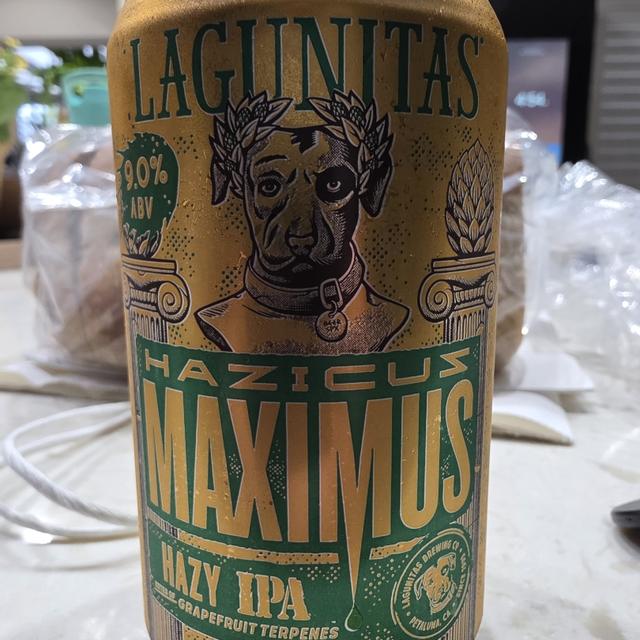 LAGUNITAS
9.0%
ABV
HAZICUS
MAXIMUS
HAZY IPA
GRAPEFRUIT TERPENES
LAGUNITAS BREWING CO
PETALUMA, CA